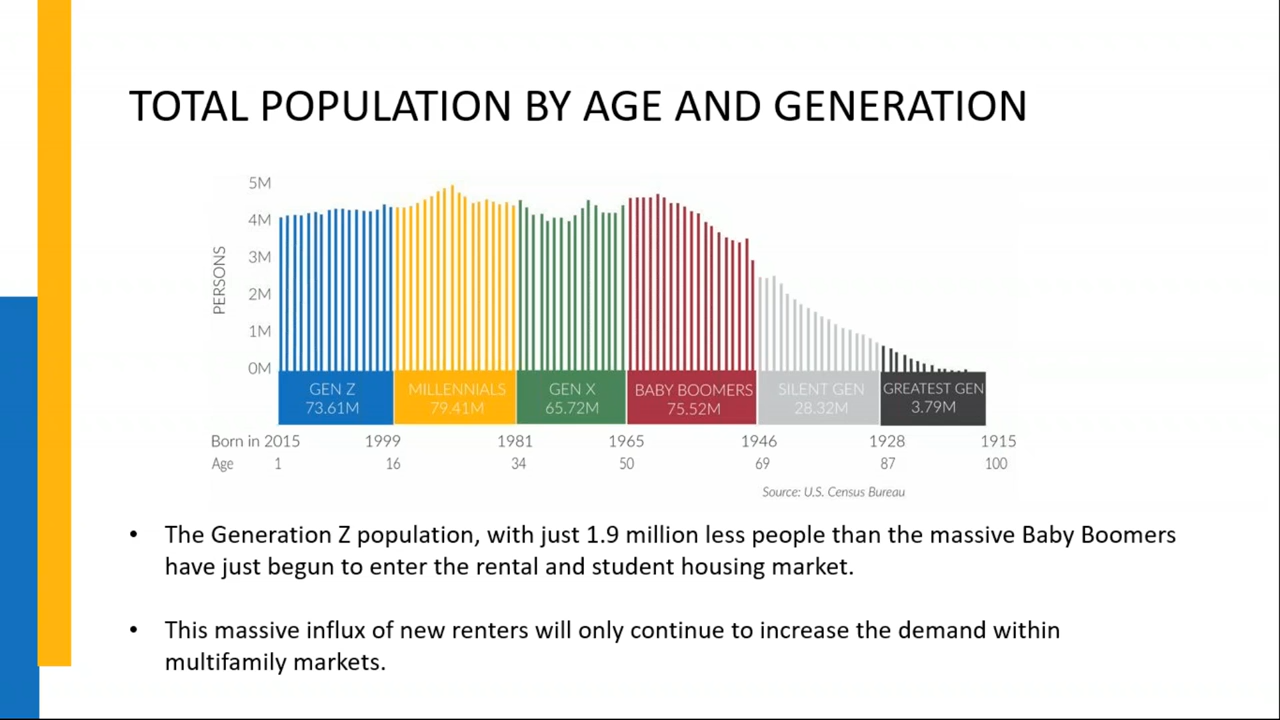 TOTAL POPULATION BY AGE AND GENERATION
5M
4M
3M
2M
1M
0M
PERSONS
GEN Z MILLENNIALS GEN X BABY BOOMERS SILENT GEN GREATEST GEN
73.61M 79.41M 65.72M 75.52M 28.32M 3.79M
Born in 2015 1999 1981 1965 1946 1928 1915
Age 1 16 34 50 69 87 100
Source: U.S. Census Bureau
• The Generation Z population, with just 1.9 million less people than the massive Baby Boomers
have just begun to enter the rental and student housing market.
• This massive influx of new renters will only continue to increase the demand within
multifamily markets.